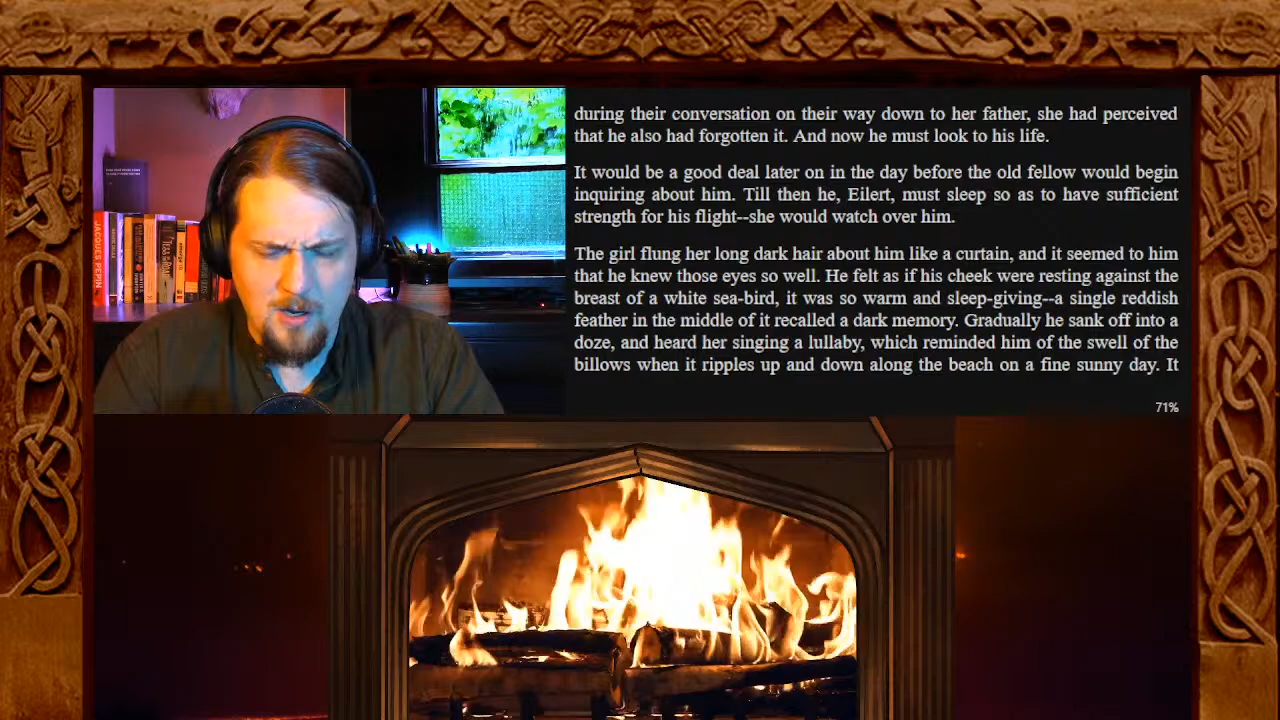 during their conversation on their way down to her father, she had perceived
that he also had forgotten it. And now he must look to his life.
It would be a good deal later on in the day before the old fellow would begin
inquiring about him. Till then he, Eilert, must sleep so as to have sufficient
strength for his flight--she would watch over him.
The girl flung her long dark hair about him like a curtain, and it seemed to him
that he knew those eyes so well. He felt as if his cheek were resting against the
breast of a white sea-bird, it was so warm and sleep-giving--a single reddish
feather in the middle of it recalled a dark memory. Gradually he sank off into a
doze, and heard her singing a lullaby, which reminded him of the swell of the
billows when it ripples up and down along the beach on a fine sunny day. It
71%
JACQUES PEPIN